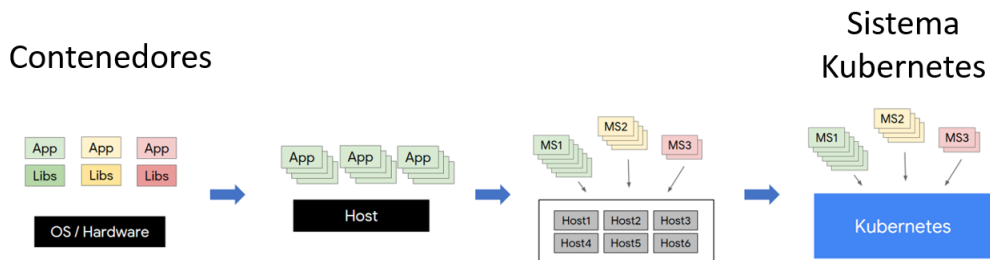 Contenedores
Sistema
Kubernetes
App App App
Libs Libs Libs
OS / Hardware
App App App
Host
MS1
MS2
MS3
Host1 Host2 Host3
Host4 Host5 Host6
MS1
MS2
MS3
Kubernetes